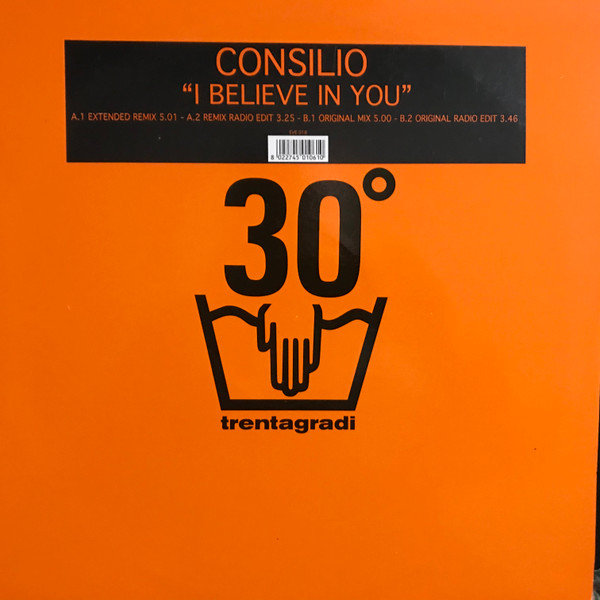 CONSILIO
“I BELIEVE IN YOU”
A.1 EXTENDED REMIX 5.01 - A.2 REMIX RADIO EDIT 3.25 - B.1 ORIGINAL MIX 5.00 - B.2 ORIGINAL RADIO EDIT 3.46
8 022745 010610
30°
trentagradi